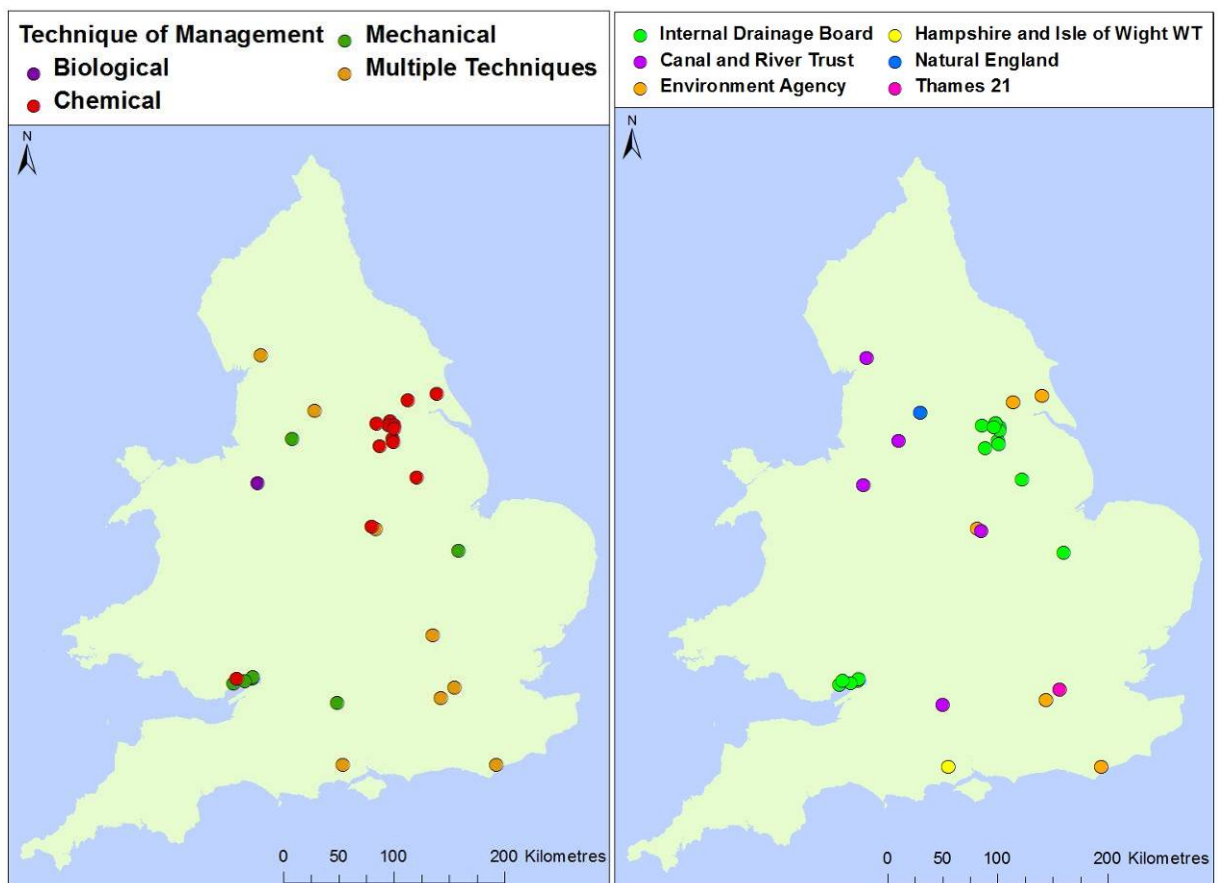 Technique of Management
Biological
Chemical
Mechanical
Multiple Techniques
N
0 50 100 200 Kilometres
Internal Drainage Board
Canal and River Trust
Environment Agency
Hampshire and Isle of Wight WT
Natural England
Thames 21
N
0 50 100 200 Kilometres